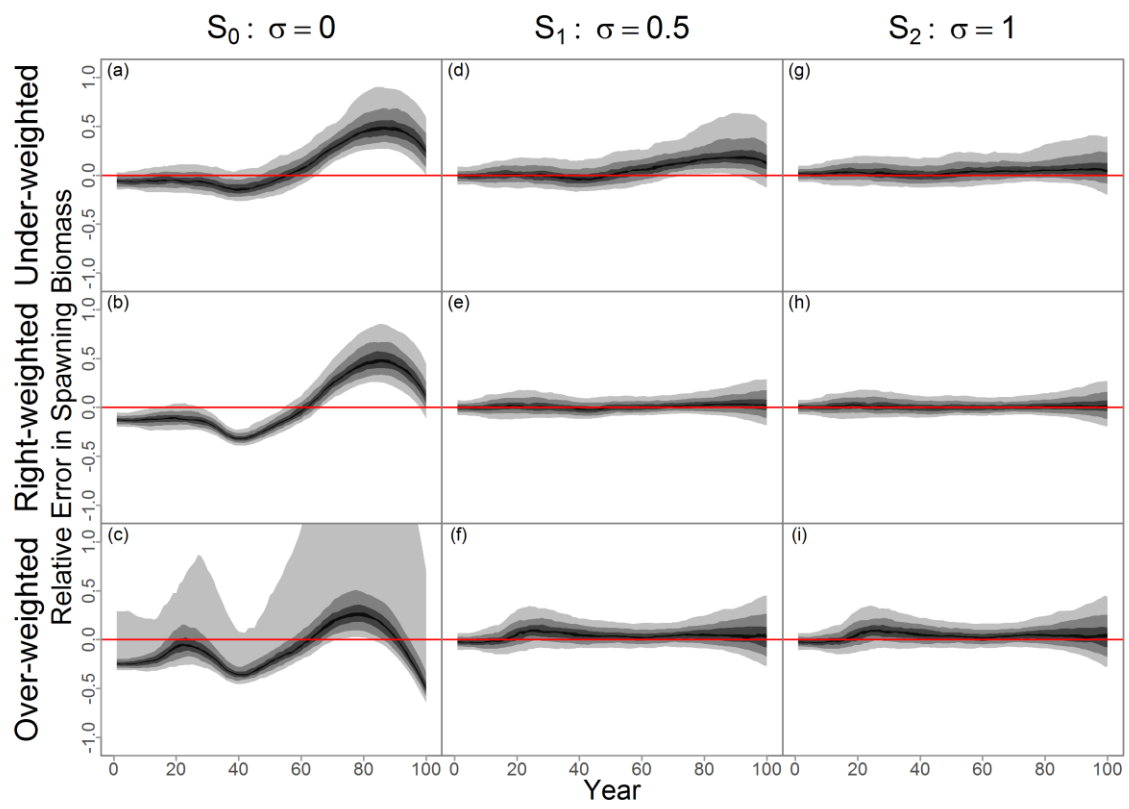 S₀ : σ = 0
S₁ : σ = 0.5
S₂ : σ = 1
Under-weighted
Right-weighted
Over-weighted
Relative Error in Spawning Biomass
(a)
1.0
0.5
0.0
-0.5
-1.0
(d)
(g)
(b)
1.0
0.5
0.0
-0.5
-1.0
(e)
(h)
(c)
1.0
0.5
0.0
-0.5
-1.0
(f)
(i)
0 20 40 60 80 100
0 20 40 60 80 100
0 20 40 60 80 100
Year